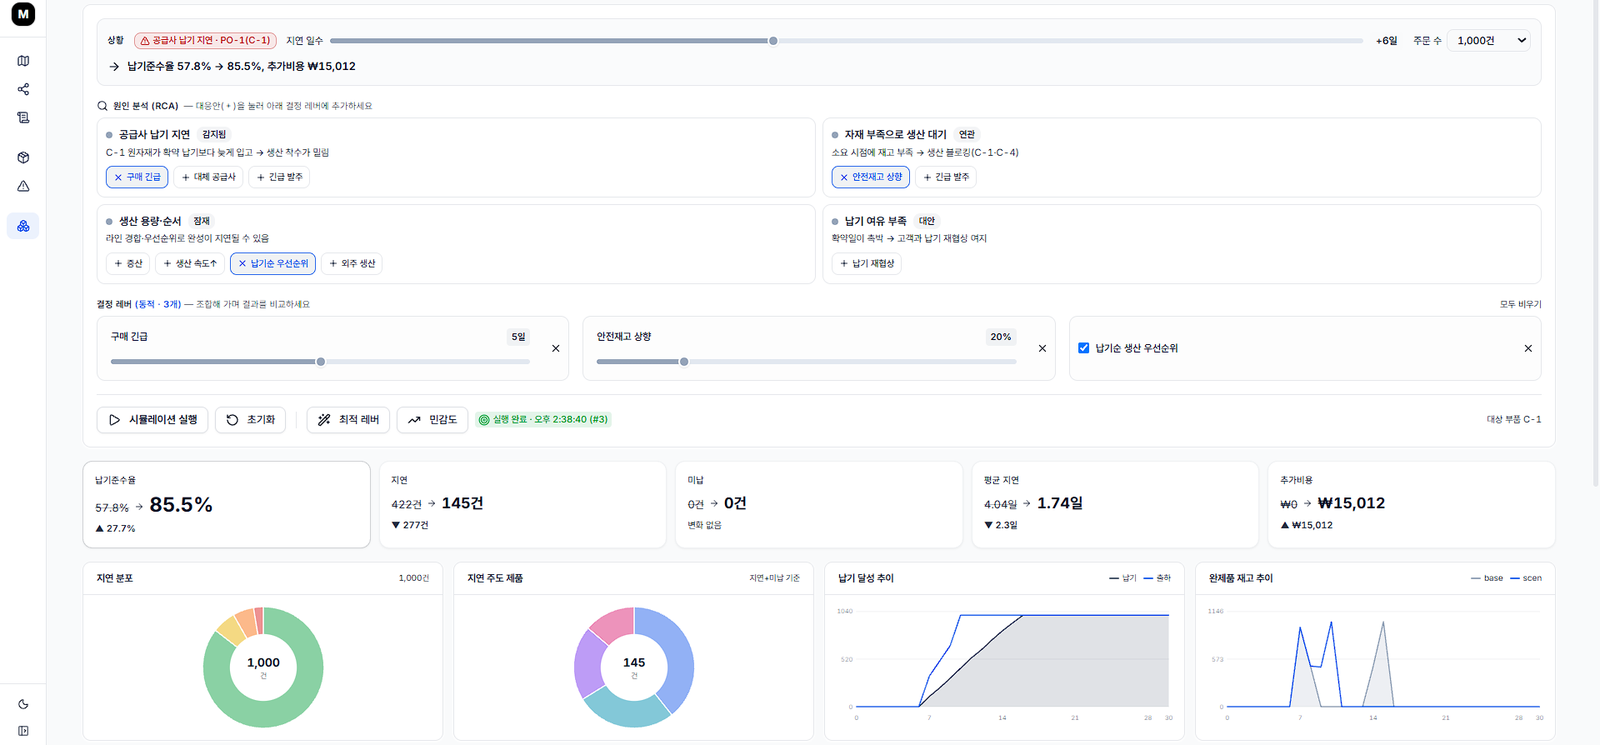 M
상황 공급사 납기 지연 · PO-1(C-1) 지연 일수 +6일 주문 수 1,000건
→ 납기준수율 57.8% → 85.5%, 추가비용 ₩15,012
원인 분석 (RCA) — 대응안(+)을 눌러 아래 결정 레버에 추가하세요
공급사 납기 지연 감지됨
C-1 원자재가 확약 납기보다 늦게 입고 → 생산 착수가 밀림
× 구매 긴급 + 대체 공급사 + 긴급 발주
자재 부족으로 생산 대기 연관
소요 시점에 재고 부족 → 생산 블로킹(C-1·C-4)
× 안전재고 상향 + 긴급 발주
생산 용량·순서 잠재
라인 경합·우선순위로 완성이 지연될 수 있음
+ 증산 + 생산 속도↑ × 납기순 우선순위 + 외주 생산
납기 여유 부족 대안
확약일이 촉박 → 고객과 납기 재협상 여지
+ 납기 재협상
결정 레버 (동적 · 3개) — 조합해 가며 결과를 비교하세요 모두 비우기
구매 긴급 5일 ×
안전재고 상향 20% ×
납기순 생산 우선순위 ×
시뮬레이션 실행 초기화 최적 레버 민감도 실행 완료 · 오후 2:38:40 (#3) 대상 부품 C-1
납기준수율
57.8% → 85.5%
▲ 27.7%
지연
422건 → 145건
▼ 277건
미납
0건 → 0건
변화 없음
평균 지연
4.04일 → 1.74일
▼ 2.3일
추가비용
₩0 → ₩15,012
▲ ₩15,012
지연 분포 1,000건
1,000
건
지연 주도 제품 지연+미납 기준
145
건
납기 달성 추이 납기 출하
1040
520
0
0 7 14 21 28 30
완제품 재고 추이 base scen
1146
573
0
0 7 14 21 28 30